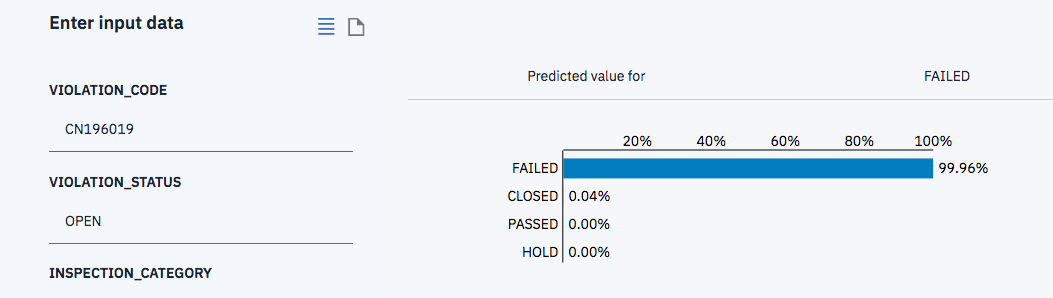 Enter input data
VIOLATION_CODE
CN196019
VIOLATION_STATUS
OPEN
INSPECTION_CATEGORY
Predicted value for FAILED
20% 40% 60% 80% 100%
FAILED 99.96%
CLOSED 0.04%
PASSED 0.00%
HOLD 0.00%